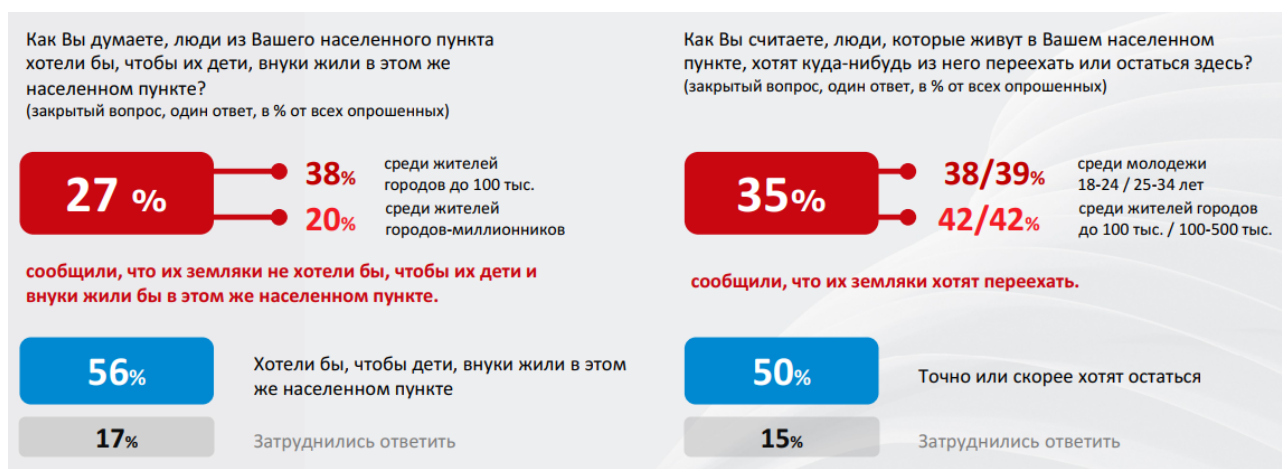 Как Вы думаете, люди из Вашего населенного пункта
хотели бы, чтобы их дети, внуки жили в этом же
населенном пункте?
(закрытый вопрос, один ответ, в % от всех опрошенных)
27 %
38%
среди жителей
городов до 100 тыс.
20%
среди жителей
городов-миллионников
сообщили, что их земляки не хотели бы, чтобы их дети и
внуки жили бы в этом же населенном пункте.
56%
Хотели бы, чтобы дети, внуки жили в этом
же населенном пункте
17%
Затруднились ответить
Как Вы считаете, люди, которые живут в Вашем населенном
пункте, хотят куда-нибудь из него переехать или остаться здесь?
(закрытый вопрос, один ответ, в % от всех опрошенных)
35%
38/39%
среди молодежи
18-24 / 25-34 лет
42/42%
среди жителей городов
до 100 тыс. / 100-500 тыс.
сообщили, что их земляки хотят переехать.
50%
Точно или скорее хотят остаться
15%
Затруднились ответить